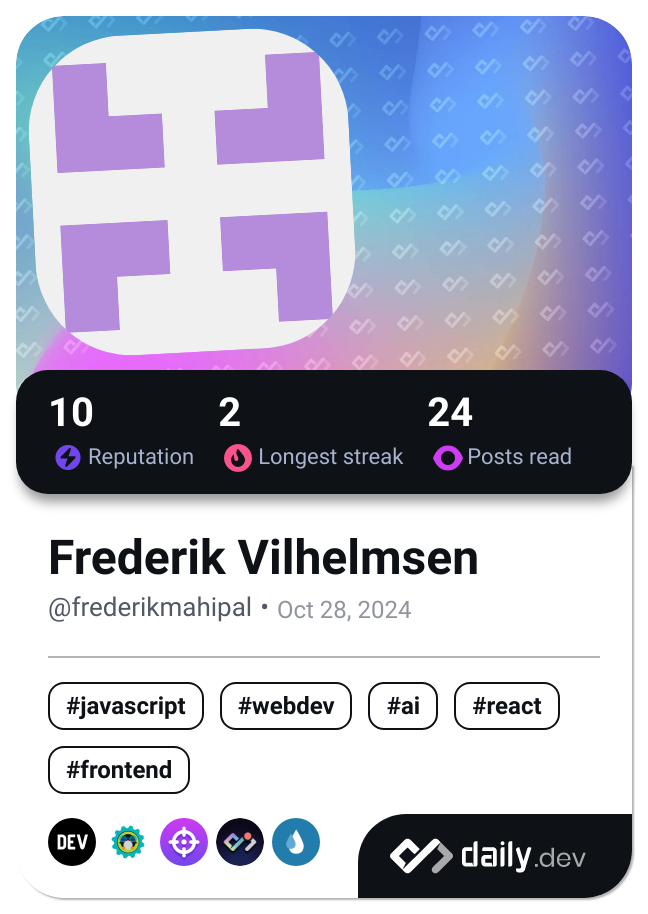 10 2 24
Reputation Longest streak Posts read
Frederik Vilhelmsen
@frederikmahipal • Oct 28, 2024
#javascript #webdev #ai #react
#frontend
DEV
daily.dev